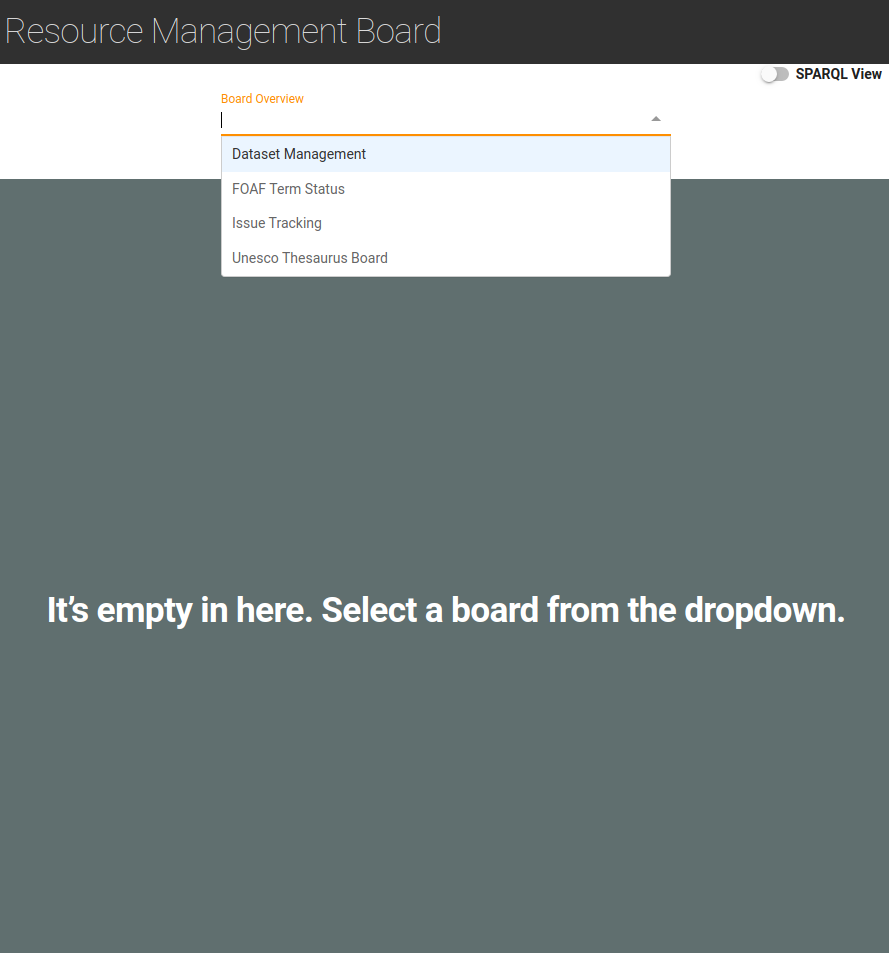 Resource Management Board
SPARQL View
Board Overview
Dataset Management
FOAF Term Status
Issue Tracking
Unesco Thesaurus Board
It’s empty in here. Select a board from the dropdown.